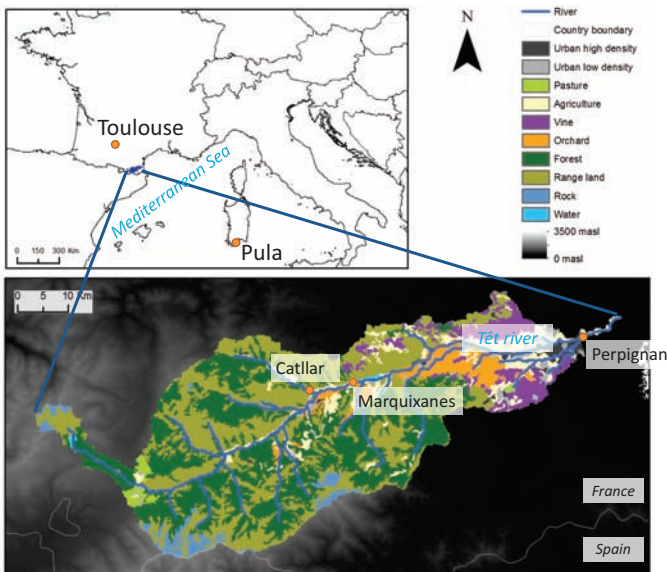 N
River
Country boundary
Urban high density
Urban low density
Pasture
Agriculture
Vine
Orchard
Forest
Range land
Rock
Water
3500 masl
0 masl
Toulouse
Mediterranean Sea
Pula
0 150 300 Km
0 5 10 Km
Têt river
Perpignan
Catllar
Marquixanes
France
Spain